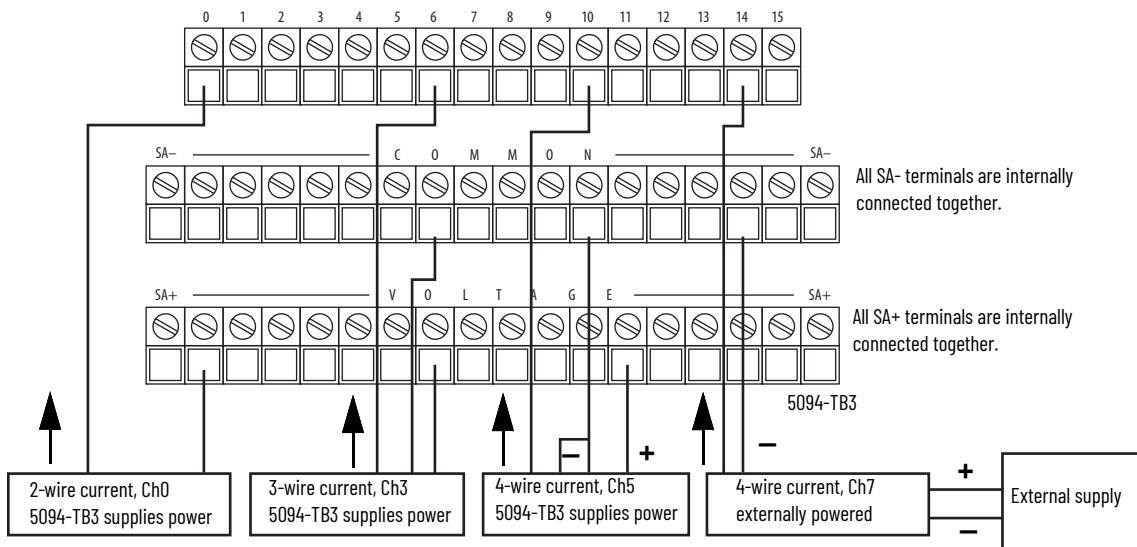 0 1 2 3 4 5 6 7 8 9 10 11 12 13 14 15
SA– C O M M O N SA–
All SA- terminals are internally
connected together.
SA+ V O L T A G E SA+
All SA+ terminals are internally
connected together.
5094-TB3
– + – +
2-wire current, Ch0
5094-TB3 supplies power
3-wire current, Ch3
5094-TB3 supplies power
4-wire current, Ch5
5094-TB3 supplies power
4-wire current, Ch7
externally powered
External supply
–